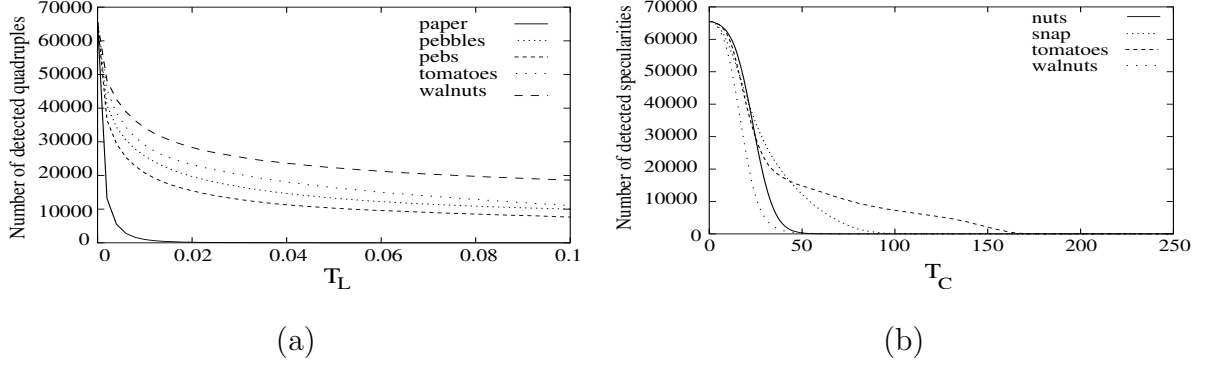 Number of detected quadruples
70000
60000
50000
40000
30000
20000
10000
0
paper
pebbles
pebs
tomatoes
walnuts
0 0.02 0.04 0.06 0.08 0.1
T_L
(a)
Number of detected specularities
70000
60000
50000
40000
30000
20000
10000
0
nuts
snap
tomatoes
walnuts
0 50 100 150 200 250
T_C
(b)